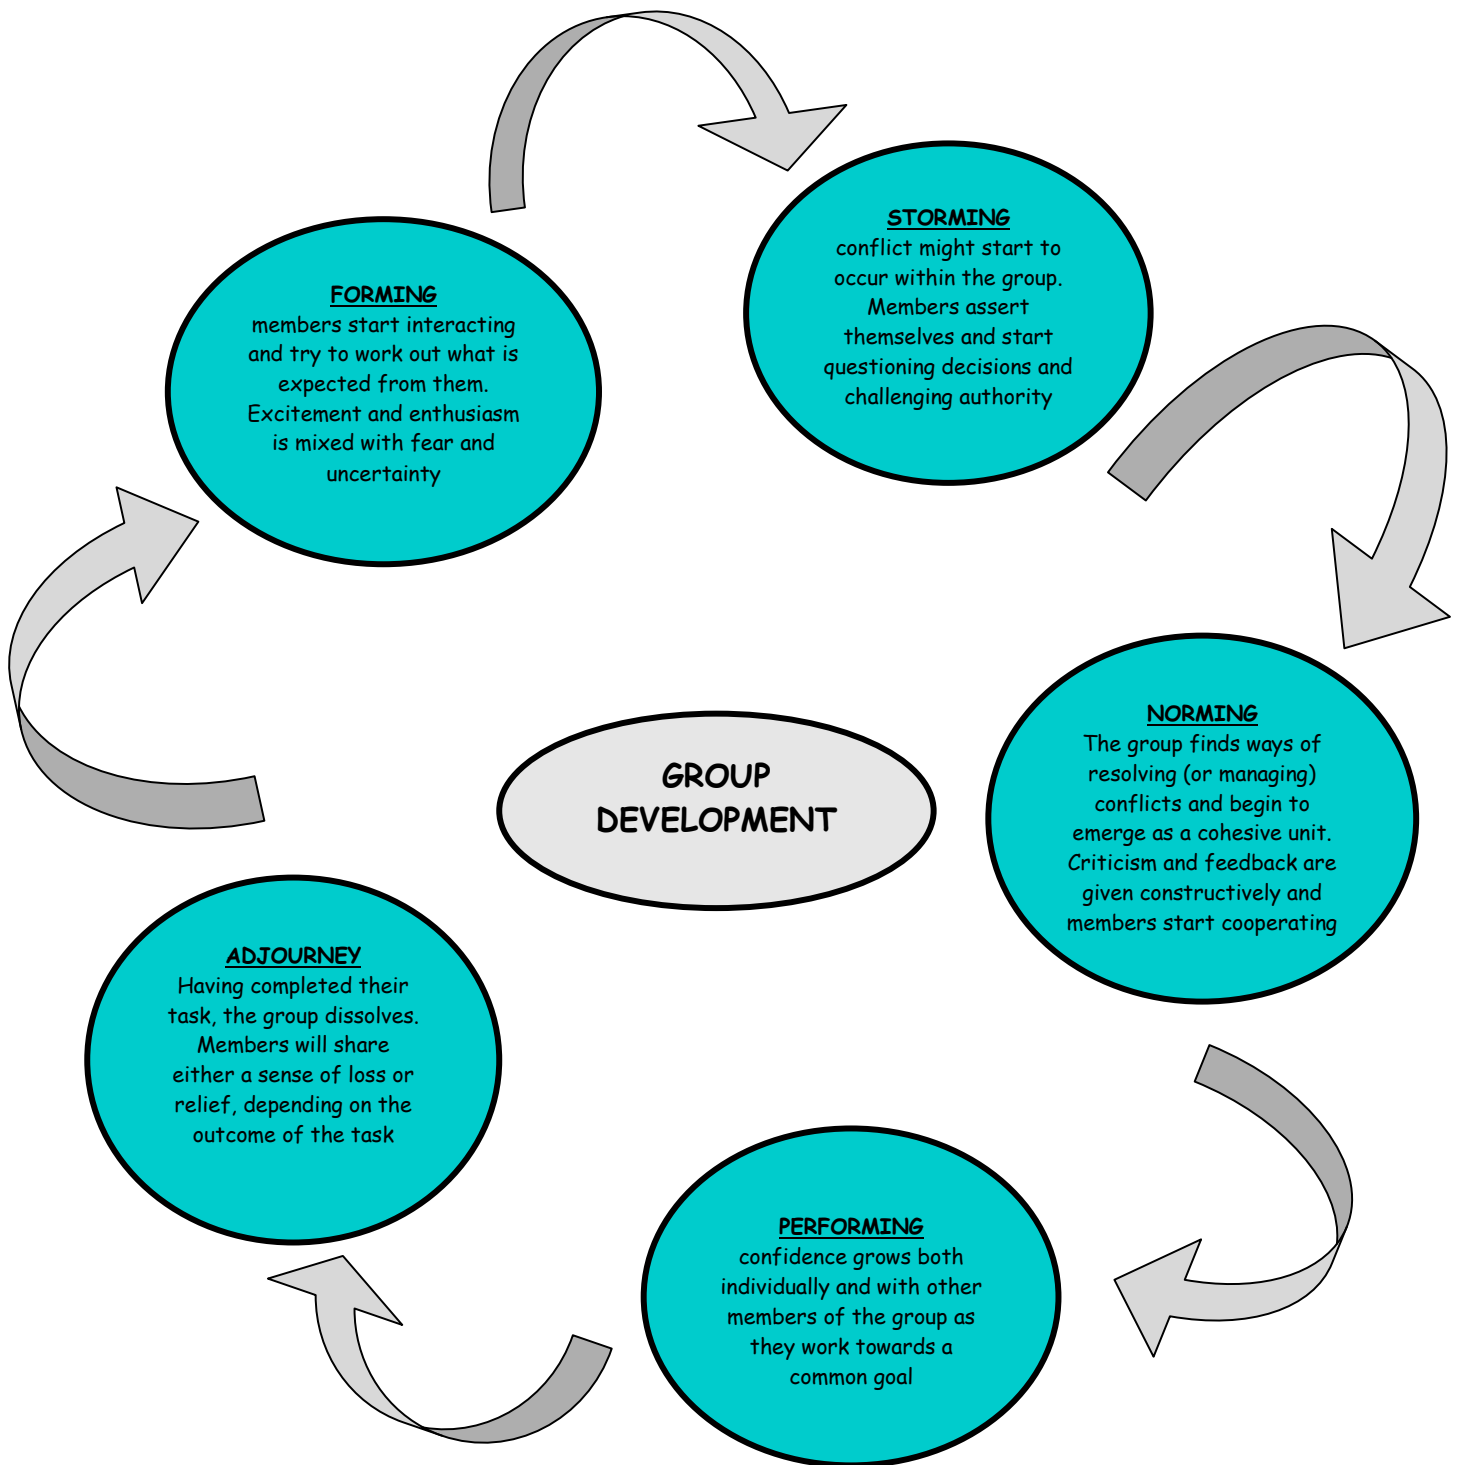 FORMING
members start interacting
and try to work out what is
expected from them.
Excitement and enthusiasm
is mixed with fear and
uncertainty
STORMING
conflict might start to
occur within the group.
Members assert
themselves and start
questioning decisions and
challenging authority
NORMING
The group finds ways of
resolving (or managing)
conflicts and begin to
emerge as a cohesive unit.
Criticism and feedback are
given constructively and
members start cooperating
GROUP
DEVELOPMENT
PERFORMING
confidence grows both
individually and with other
members of the group as
they work towards a
common goal
ADJOURNEY
Having completed their
task, the group dissolves.
Members will share
either a sense of loss or
relief, depending on the
outcome of the task